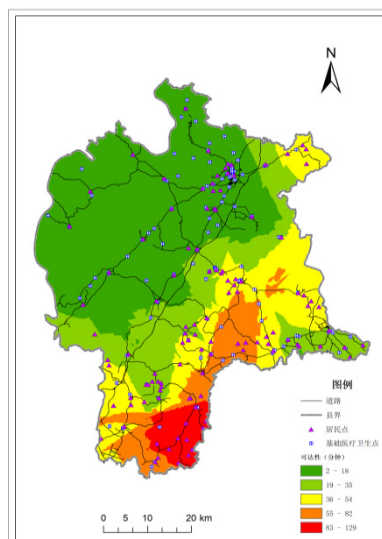 N
图例
道路
县界
居民点
基础医疗卫生点
可达性（分钟）
2 - 18
19 - 35
36 - 54
55 - 82
83 - 129
0 5 10 20 km